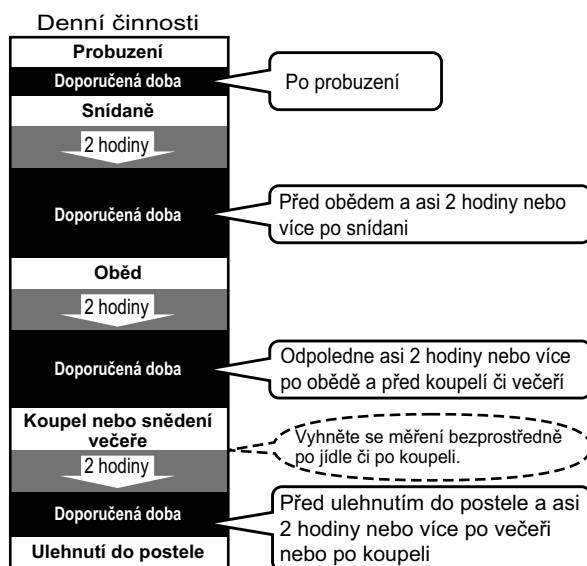 Denní činnosti
Probuzení
Doporučená doba
Po probuzení
Snídaně
2 hodiny
Doporučená doba
Před obědem a asi 2 hodiny nebo
více po snídani
Oběd
2 hodiny
Doporučená doba
Odpoledne asi 2 hodiny nebo více
po obědě a před koupelí či večeří
Koupel nebo snědení
večeře
Vyhněte se měření bezprostředně
po jídle či po koupeli.
2 hodiny
Doporučená doba
Před ulehnutím do postele a asi
2 hodiny nebo více po večeři
nebo po koupeli
Ulehnutí do postele